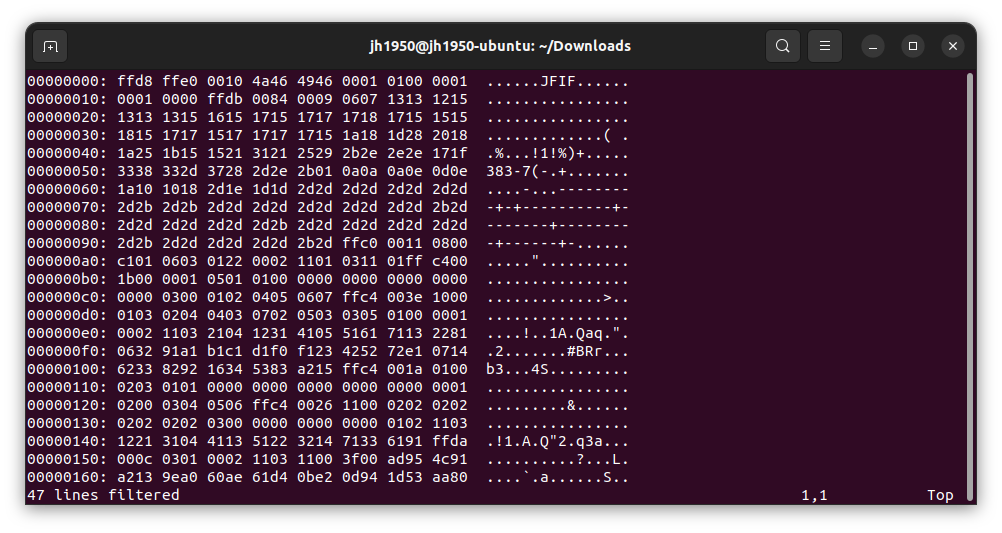 jh1950@jh1950-ubuntu: ~/Downloads
00000000: ffd8 ffe0 0010 4a46 4946 0001 0100 0001  ......JFIF......
00000010: 0001 0000 ffdb 0084 0009 0607 1313 1215  ................
00000020: 1313 1315 1615 1715 1717 1718 1715 1515  ................
00000030: 1815 1717 1517 1717 1715 1a18 1d28 2018  .............( .
00000040: 1a25 1b15 1521 3121 2529 2b2e 2e2e 171f  .%...!1!%)+.....
00000050: 3338 332d 3728 2d2e 2b01 0a0a 0a0e 0d0e  383-7(-.+.......
00000060: 1a10 1018 2d1e 1d1d 2d2d 2d2d 2d2d 2d2d  ....-...--------
00000070: 2d2b 2d2b 2d2d 2d2d 2d2d 2d2d 2d2d 2b2d  -+-+----------+-
00000080: 2d2d 2d2d 2d2d 2d2b 2d2d 2d2d 2d2d 2d2d  -------+--------
00000090: 2d2b 2d2d 2d2d 2d2d 2b2d ffc0 0011 0800  -+------+-......
000000a0: c101 0603 0122 0002 1101 0311 01ff c400  ....."..........
000000b0: 1b00 0001 0501 0100 0000 0000 0000 0000  ................
000000c0: 0000 0300 0102 0405 0607 ffc4 003e 1000  .............>..
000000d0: 0103 0204 0403 0702 0503 0305 0100 0001  ................
000000e0: 0002 1103 2104 1231 4105 5161 7113 2281  ....!..1A.Qaq.".
000000f0: 0632 91a1 b1c1 d1f0 f123 4252 72e1 0714  .2.......#BRr...
00000100: 6233 8292 1634 5383 a215 ffc4 001a 0100  b3...4S.........
00000110: 0203 0101 0000 0000 0000 0000 0000 0001  ................
00000120: 0200 0304 0506 ffc4 0026 1100 0202 0202  .........&......
00000130: 0202 0202 0300 0000 0000 0000 0102 1103  ................
00000140: 1221 3104 4113 5122 3214 7133 6191 ffda  .!1.A.Q"2.q3a...
00000150: 000c 0301 0002 1103 1100 3f00 ad95 4c91  ..........?...L.
00000160: a213 9ea0 60ae 61d4 0be2 0d94 1d53 aa80  ....`.a......S..
47 lines filtered 1,1 Top